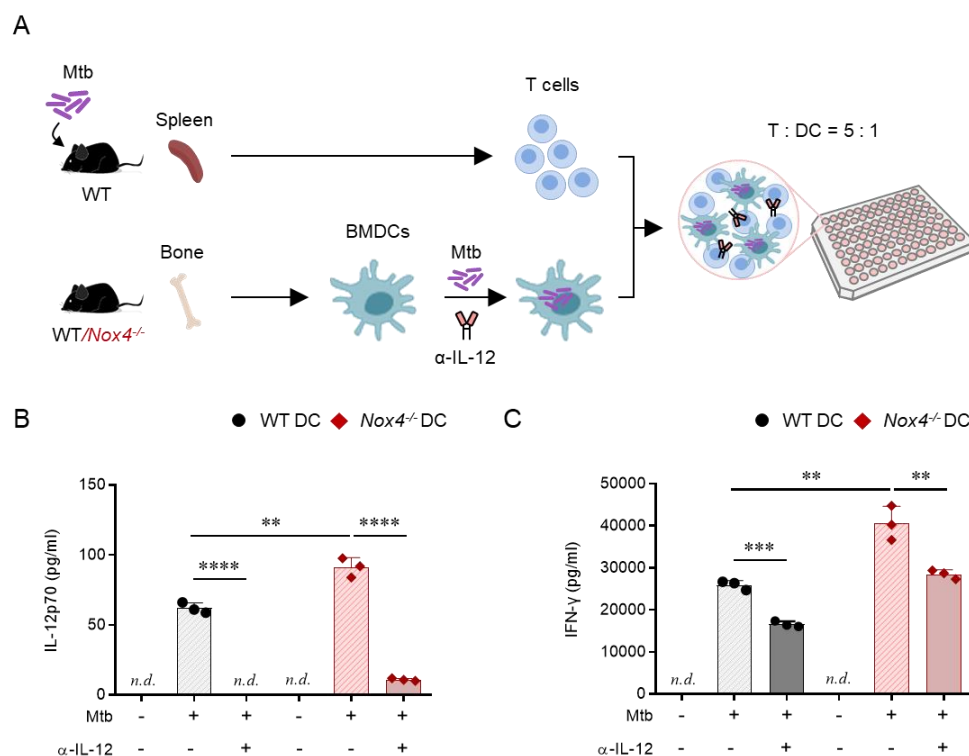 A
Mtb
Spleen
T cells
T : DC = 5 : 1
WT
Bone
BMDCs
Mtb
WT/Nox4-/-
α-IL-12
B
WT DC Nox4-/- DC
IL-12p70 (pg/ml)
150
100
50
0
** ****
****
n.d. n.d. n.d.
Mtb - + + - + +
α-IL-12 - - + - - +
C
WT DC Nox4-/- DC
IFN-γ (pg/ml)
50000
40000
30000
20000
10000
0
** **
***
n.d. n.d.
Mtb - + + - + +
α-IL-12 - - + - - +